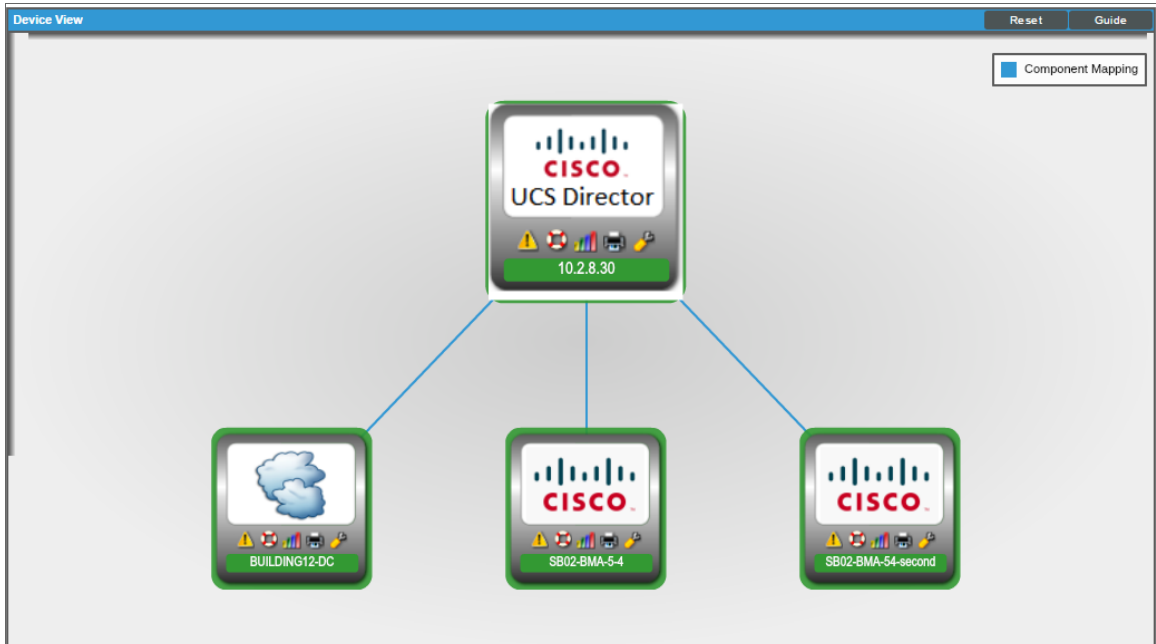 Device View
Reset
Guide
Component Mapping
CISCO
UCS Director
10.2.8.30
CISCO
CISCO
BUILDING12-DC
SB02-BMA-5-4
SB02-BMA-54-second